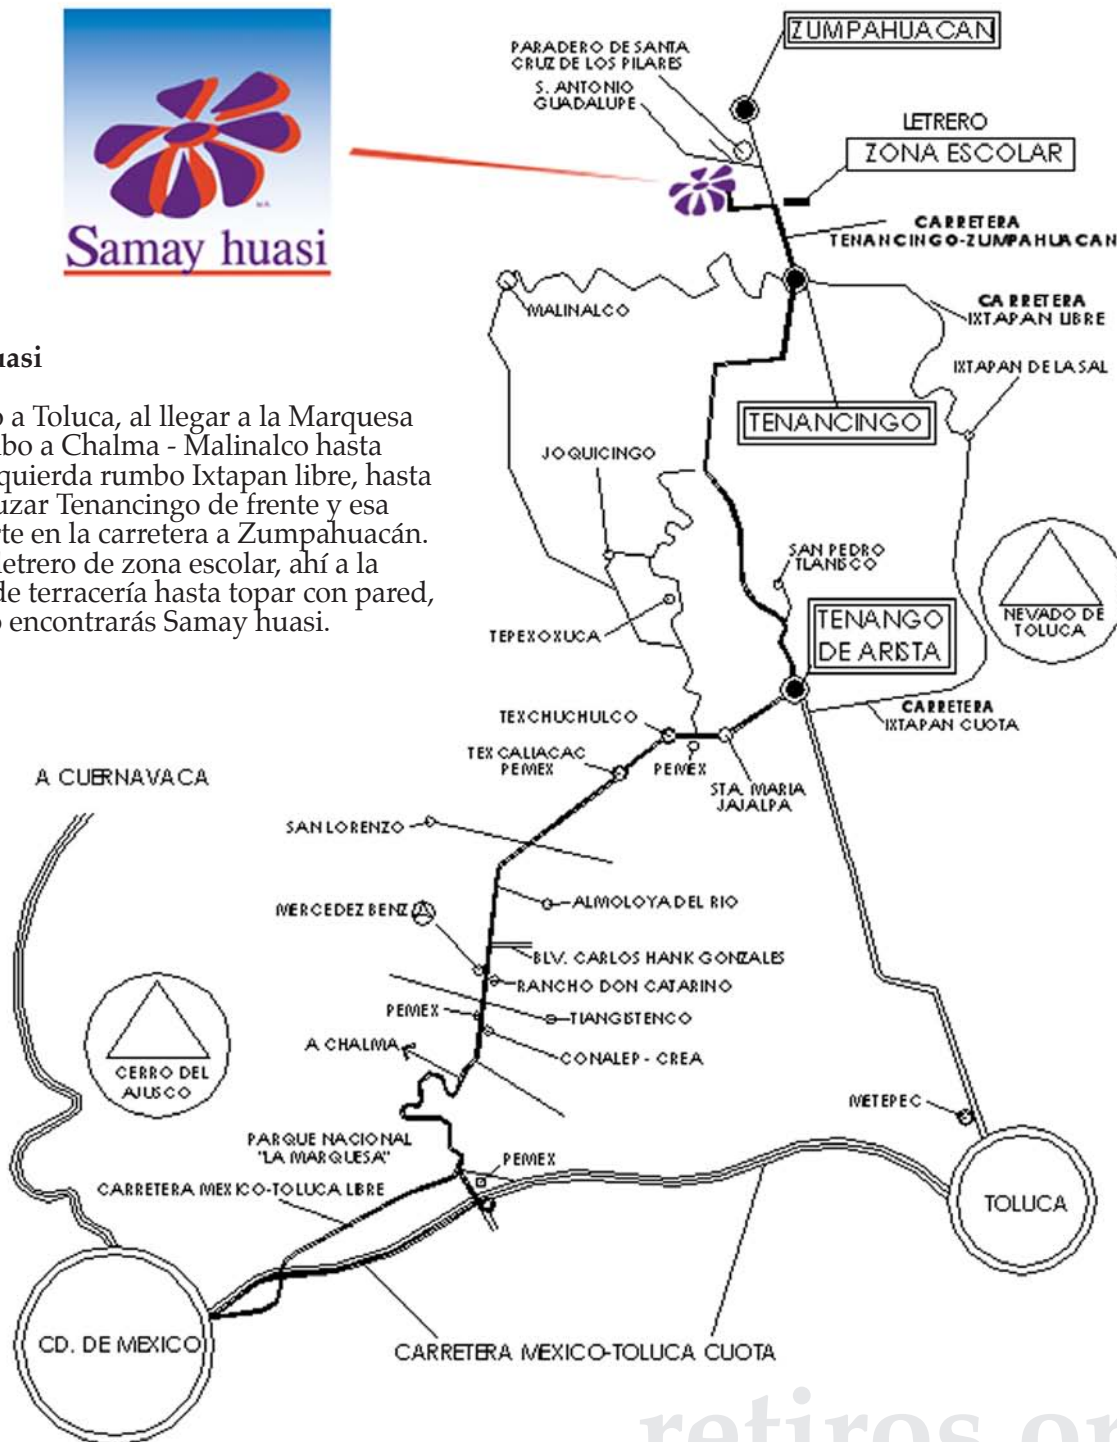 Samay huasi
uasi
o a Toluca, al llegar a la Marquesa
bo a Chalma - Malinalco hasta
quierda rumbo Ixtapan libre, hasta
uzar Tenancingo de frente y esa
rte en la carretera a Zumpahuacán.
letrero de zona escolar, ahí a la
de terracería hasta topar con pared,
o encontrarás Samay huasi.
ZUMPAHUACAN
PARADERO DE SANTA
CRUZ DE LOS PILARES
S. ANTONIO
GUADALUPE
LETRERO
ZONA ESCOLAR
CARRETERA
TENANCINGO-ZUMPAHUACAN
MALINALCO
CARRETERA
IXTAPAN LIBRE
IXTAPAN DE LA SAL
TENANCINGO
JOQUICINGO
SAN PEDRO
TLANISCO
NEVADO DE
TOLUCA
TEPEXOXUCA
TENANGO
DE ARISTA
CARRETERA
IXTAPAN CUOTA
TEXCHUCHULCO
TEX CALIACAC
PEMEX
PEMEX
STA. MARIA
JAJALPA
A CUERNAVACA
SAN LORENZO
ALMOLOYA DEL RIO
MERCEDEZ BENZ
BLV. CARLOS HANK GONZALES
RANCHO DON CATARINO
PEMEX
TIANGISTENCO
A CHALMA
CONALEP - CREA
CERRO DEL
AJUSCO
METEPEC
PARQUE NACIONAL
"LA MARQUESA"
PEMEX
CARRETERA MEXICO-TOLUCA LIBRE
TOLUCA
CD. DE MEXICO
CARRETERA MEXICO-TOLUCA CUOTA
retiros.or